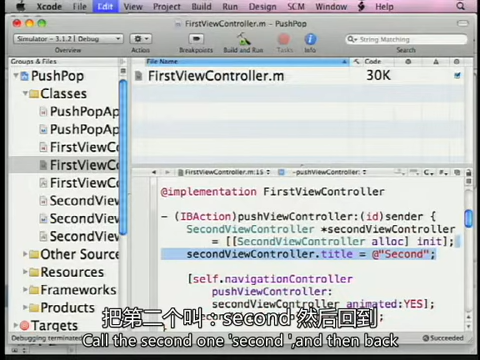 Xcode File Edit View Project Build Run Design SCM Window
FirstViewController.m – PushPop
Simulator - 3.1.2 | Debug
Overview Action Breakpoints Build and Run Tasks Info Search
String Matching
Groups & Files
File Name Code
PushPop
FirstViewController.m 30K
Classes
PushPopAp
PushPopAp
FirstViewCo
FirstViewCo
FirstViewCo
SecondView
SecondView
SecondView
Other Source
Resources
Frameworks
Products
Targets
FirstViewController.m:15 -pushViewController:
@implementation FirstViewController
- (IBAction)pushViewController:(id)sender {
SecondViewController *secondViewController
= [[SecondViewController alloc] init];
secondViewController.title = @"Second";
[self.navigationController
pushViewController:
secondViewController animated:YES];
把第二个叫：second 然后回到
Call the second one 'second',and then back
Debugging terminated.
Succeeded